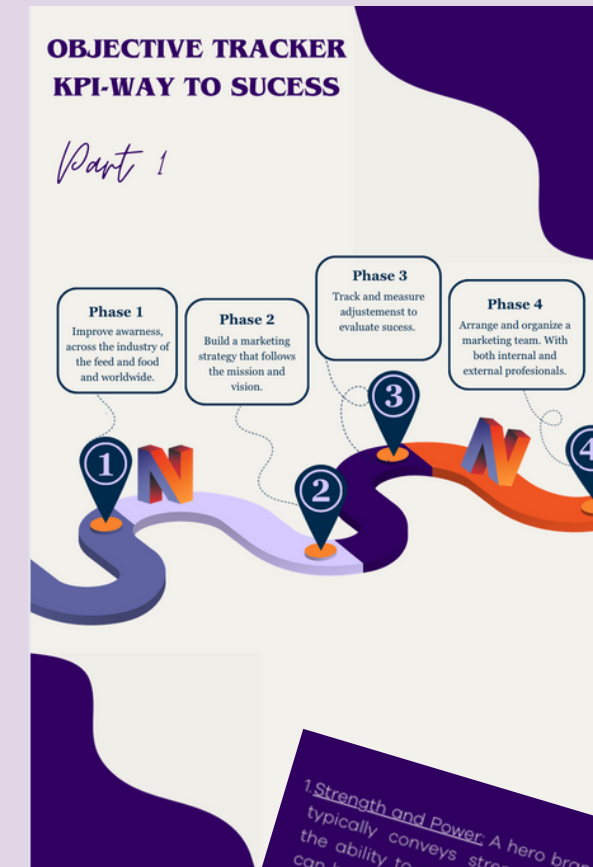 OBJECTIVE TRACKER
KPI-WAY TO SUCESS
Part 1
Phase 1
Improve awarness,
across the industry of
the feed and food
and worldwide.
Phase 2
Build a marketing
strategy that follows
the mission and
vision.
Phase 3
Track and measure
adjustemenst to
evaluate sucess.
Phase 4
Arrange and organize a
marketing team. With
both internal and
external profesionals.
1
N
2
3
N
4
1.Strength and Power: A hero
typically conveys
the ability to